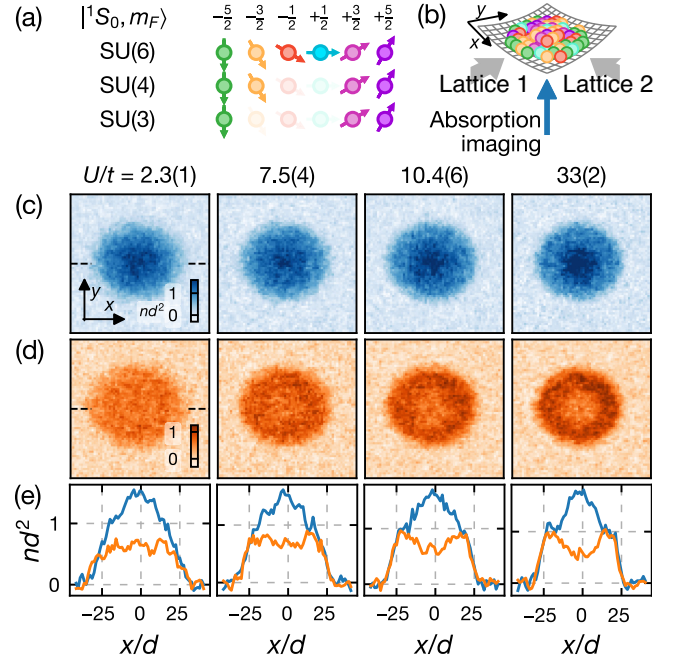 (a)
|¹S₀, m_F⟩
−5/2 −3/2 −1/2 +1/2 +3/2 +5/2
SU(6)
SU(4)
SU(3)
(b)
y
x
Lattice 1
Lattice 2
Absorption
imaging
U/t = 2.3(1) 7.5(4) 10.4(6) 33(2)
(c)
y
x
nd²
1
0
(d)
1
0
(e)
nd²
1
0
−25 0 25 −25 0 25 −25 0 25 −25 0 25
x/d x/d x/d x/d